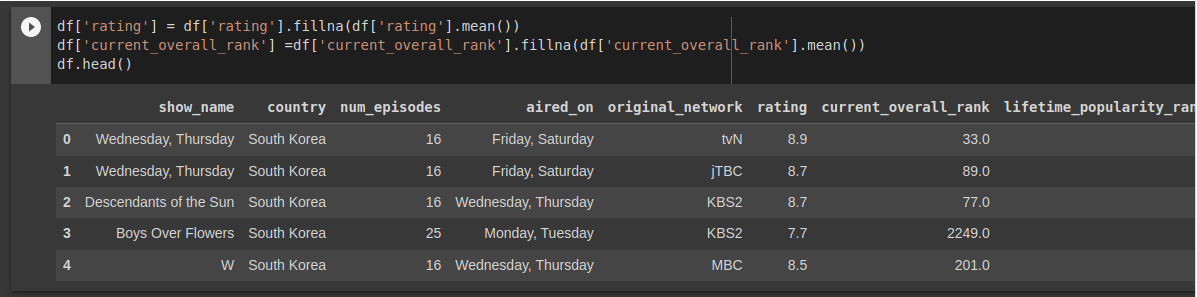 df['rating'] = df['rating'].fillna(df['rating'].mean())
df['current_overall_rank'] =df['current_overall_rank'].fillna(df['current_overall_rank'].mean())
df.head()
show_name country num_episodes aired_on original_network rating current_overall_rank lifetime_popularity_ran
0 Wednesday, Thursday South Korea 16 Friday, Saturday tvN 8.9 33.0
1 Wednesday, Thursday South Korea 16 Friday, Saturday jTBC 8.7 89.0
2 Descendants of the Sun South Korea 16 Wednesday, Thursday KBS2 8.7 77.0
3 Boys Over Flowers South Korea 25 Monday, Tuesday KBS2 7.7 2249.0
4 W South Korea 16 Wednesday, Thursday MBC 8.5 201.0